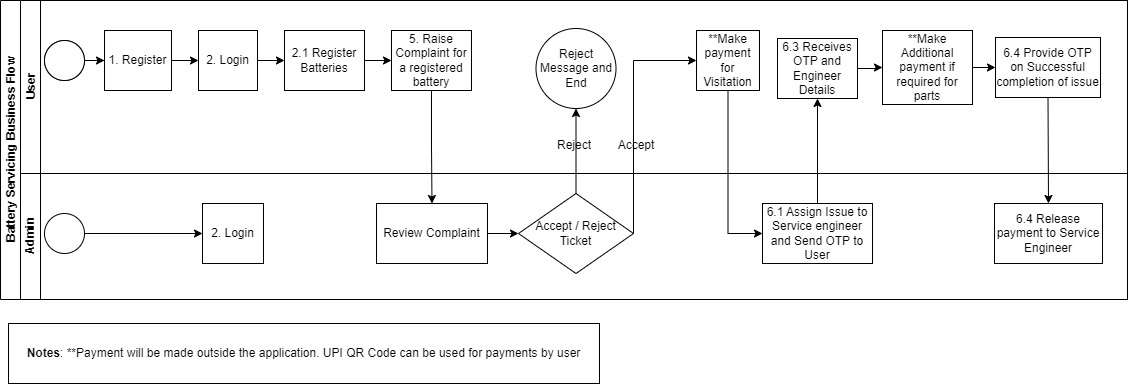 Battery Servicing Business Flow
User
1. Register
2. Login
2.1 Register
Batteries
5. Raise
Complaint for
a registered
battery
Reject
Message and
End
**Make
payment
for
Visitation
6.3 Receives
OTP and
Engineer
Details
**Make
Additional
payment if
required for
parts
6.4 Provide OTP
on Successful
completion of issue
Reject
Accept
Admin
2. Login
Review Complaint
Accept / Reject
Ticket
6.1 Assign Issue to
Service engineer
and Send OTP to
User
6.4 Release
payment to Service
Engineer
Notes: **Payment will be made outside the application. UPI QR Code can be used for payments by user